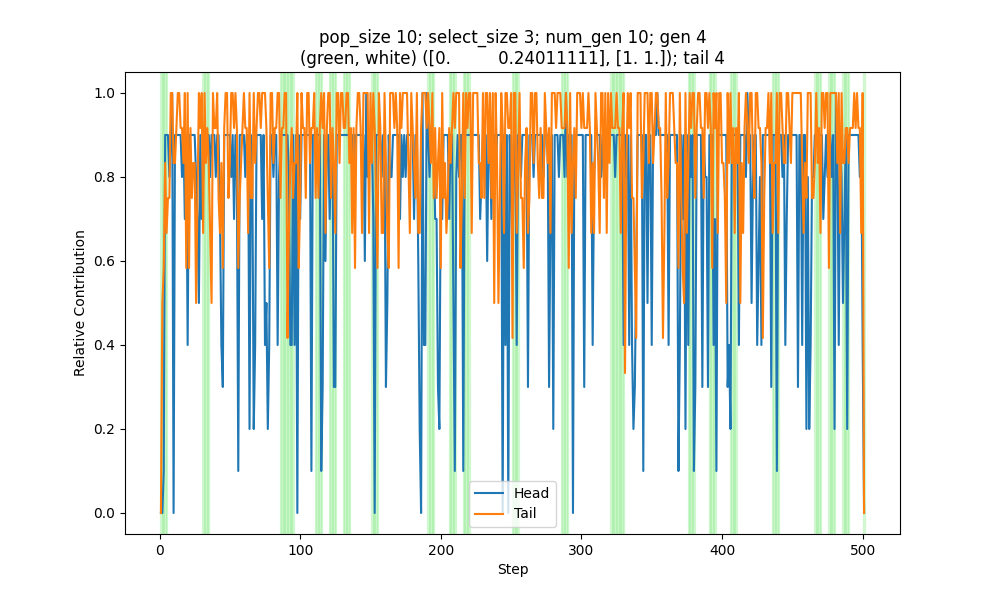 pop_size 10; select_size 3; num_gen 10; gen 4
(green, white) ([0. 0.24011111], [1. 1.]); tail 4
1.0
0.8
0.6
0.4
0.2
0.0
Relative Contribution
Head
Tail
0 100 200 300 400 500
Step